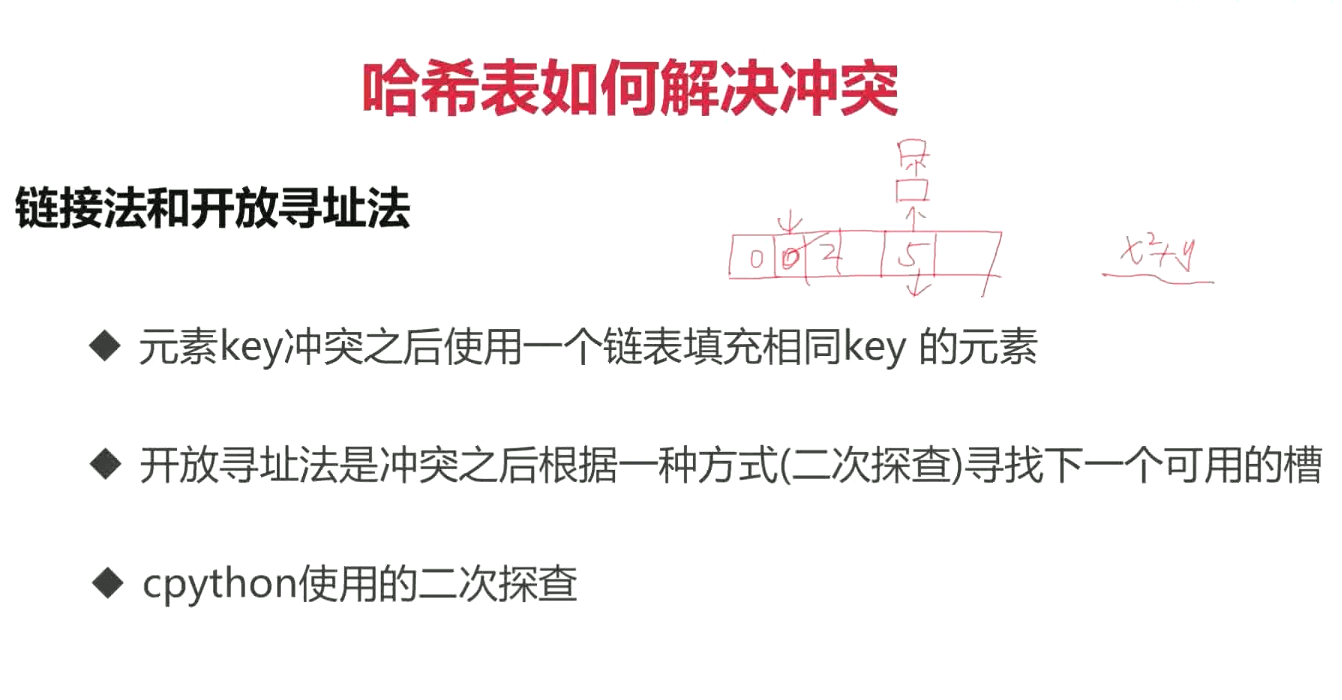 哈希表如何解决冲突
链接法和开放寻址法
0 0 2 5
x²+y
◆ 元素key冲突之后使用一个链表填充相同key 的元素
◆ 开放寻址法是冲突之后根据一种方式(二次探查)寻找下一个可用的槽
◆ cpython使用的二次探查